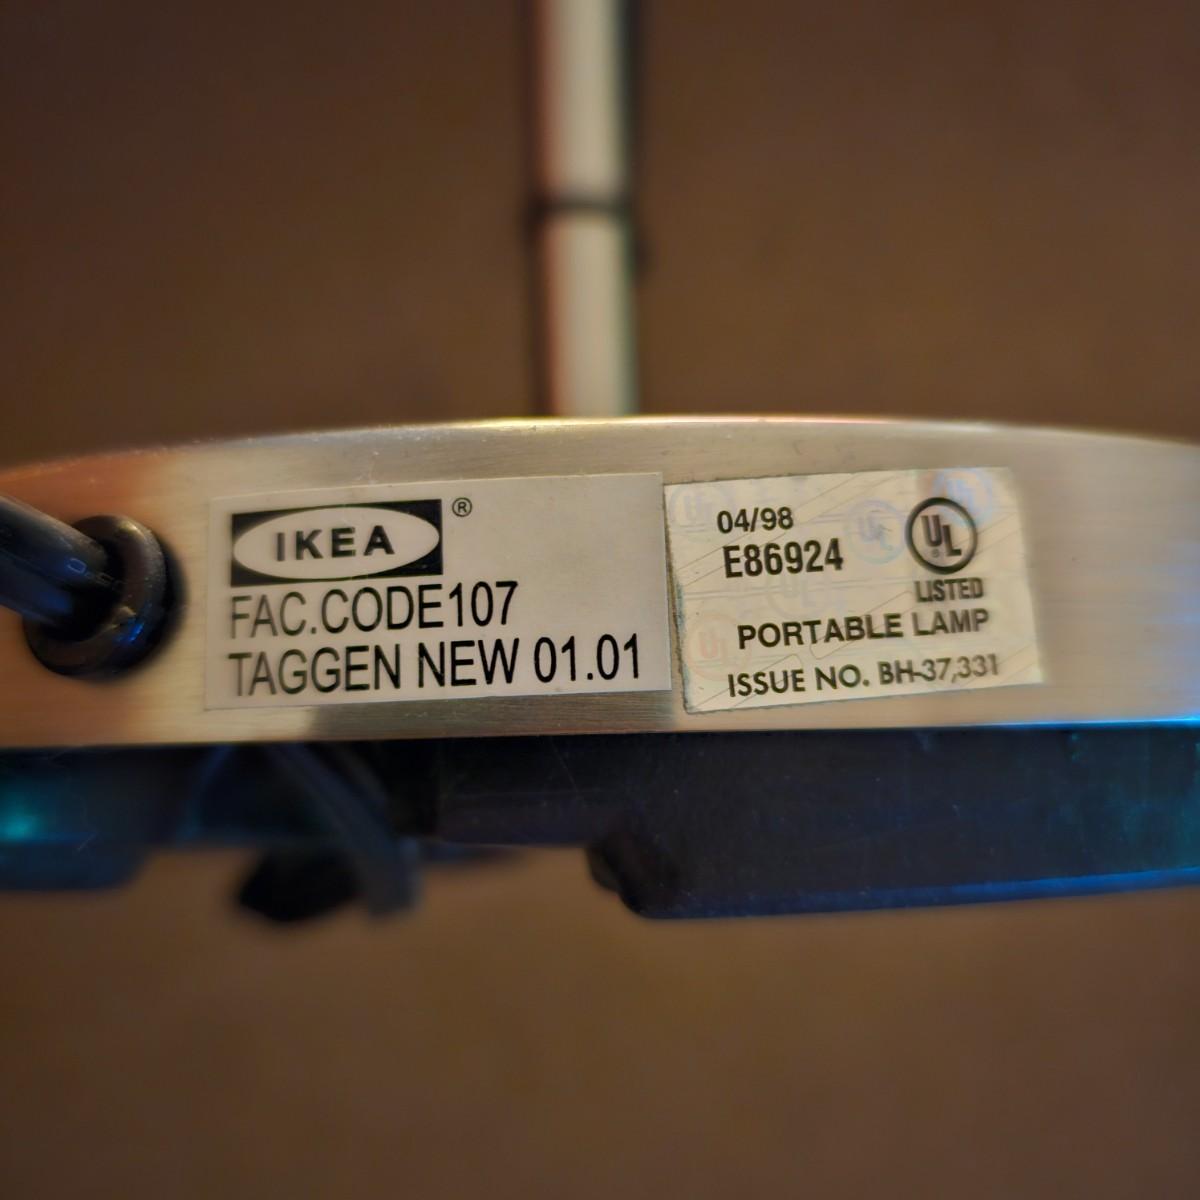 IKEA ®
FAC.CODE107
TAGGEN NEW 01.01
04/98
E86924
UL ®
LISTED
PORTABLE LAMP
ISSUE NO. BH-37,331